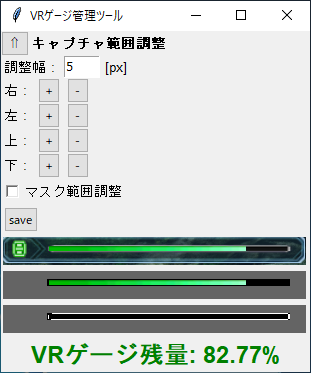 VRゲージ管理ツール
⇑ キャプチャ範囲調整
調整幅： 5 [px]
右： + -
左： + -
上： + -
下： + -
マスク範囲調整
save
VRゲージ残量: 82.77%